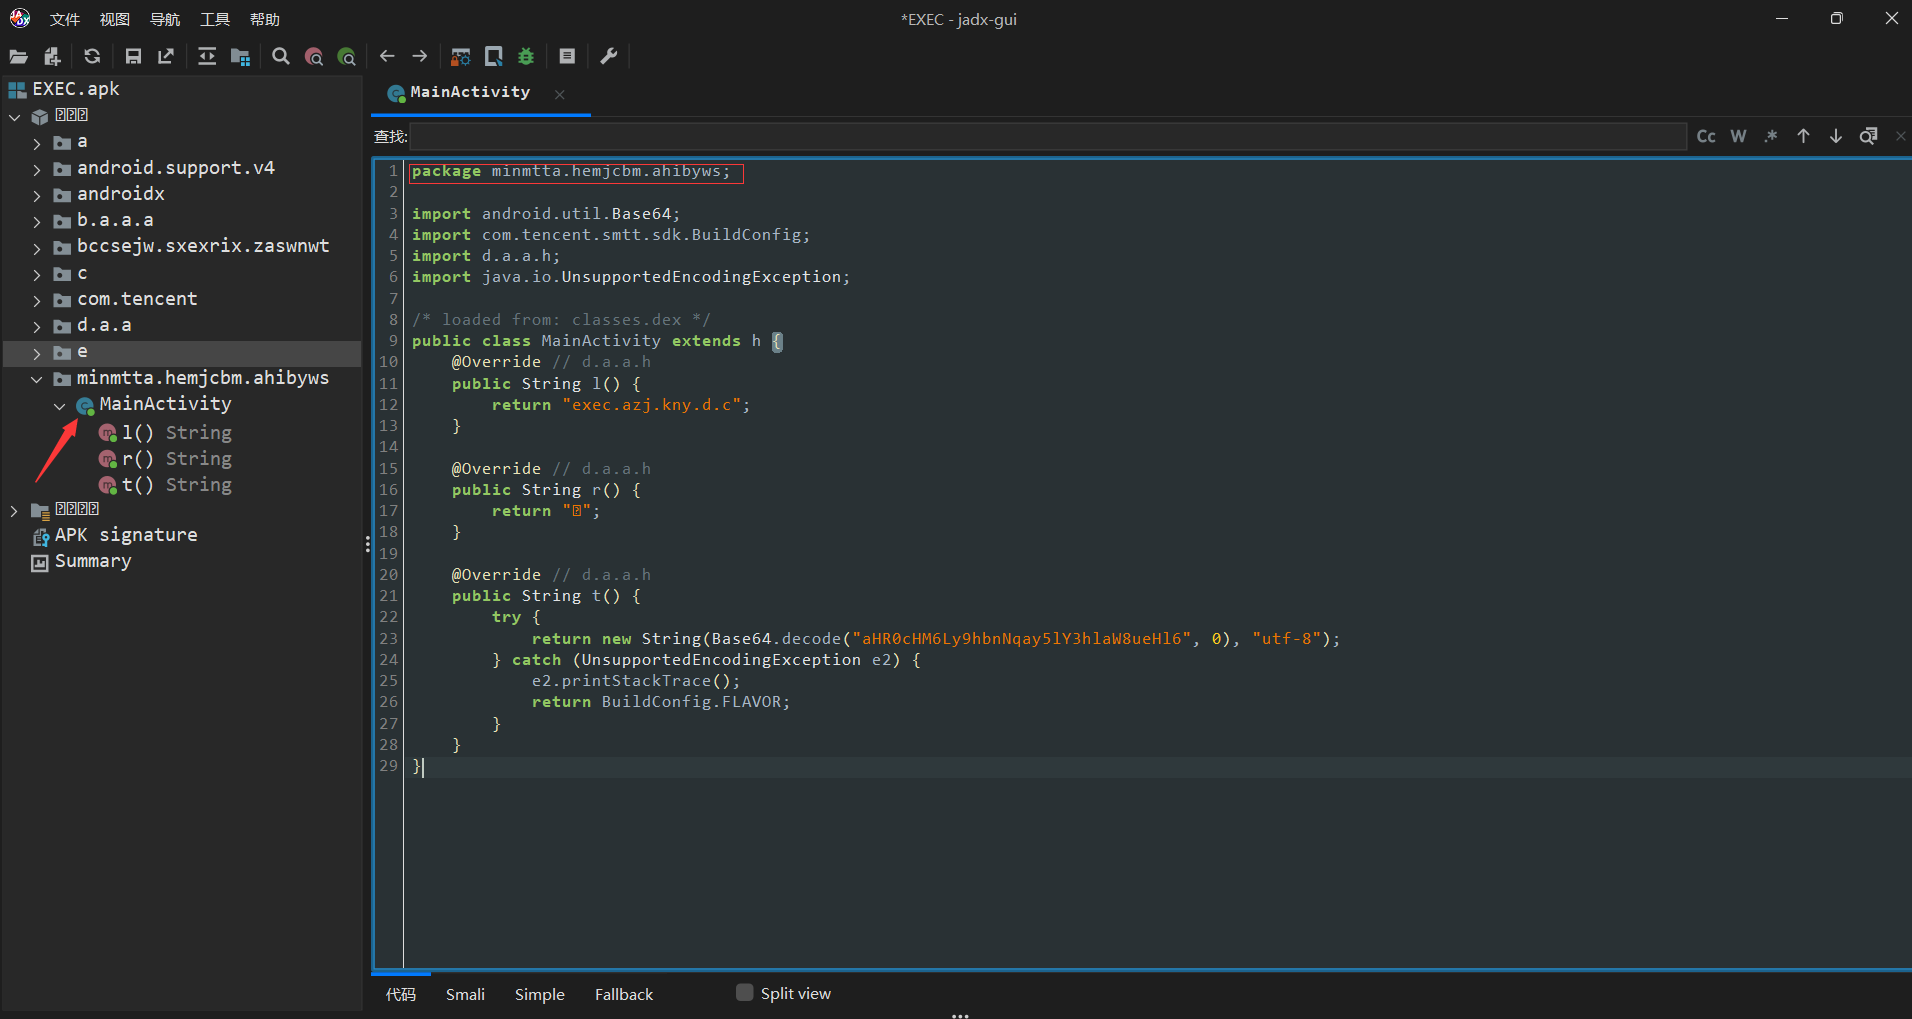 文件 视图 导航 工具 帮助
*EXEC - jadx-gui
EXEC.apk
a
android.support.v4
androidx
b.a.a.a
bccsejw.sxexrix.zaswnwt
c
com.tencent
d.a.a
e
minmtta.hemjcbm.ahibyws
MainActivity
l() String
r() String
t() String
APK signature
Summary
MainActivity
查找:
Cc W .*
1 package minmtta.hemjcbm.ahibyws;
2
3 import android.util.Base64;
4 import com.tencent.smtt.sdk.BuildConfig;
5 import d.a.a.h;
6 import java.io.UnsupportedEncodingException;
7
8 /* loaded from: classes.dex */
9 public class MainActivity extends h {
10 @Override // d.a.a.h
11 public String l() {
12 return "exec.azj.kny.d.c";
13 }
14
15 @Override // d.a.a.h
16 public String r() {
17 return "";
18 }
19
20 @Override // d.a.a.h
21 public String t() {
22 try {
23 return new String(Base64.decode("aHR0cHM6Ly9hbnNqay5lY3hlaW8ueHl6", 0), "utf-8");
24 } catch (UnsupportedEncodingException e2) {
25 e2.printStackTrace();
26 return BuildConfig.FLAVOR;
27 }
28 }
29 }
代码 Smali Simple Fallback Split view